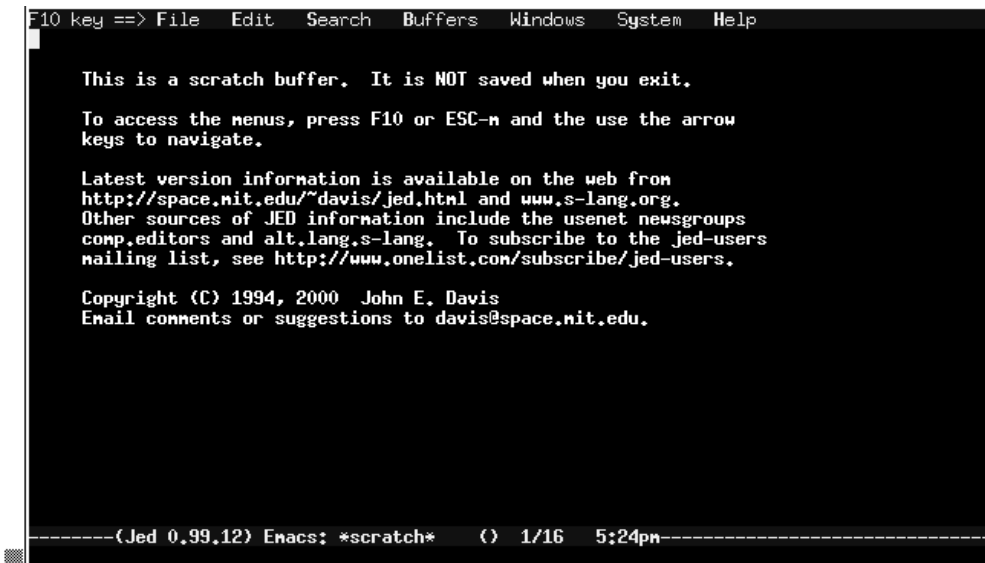 F10 key ==> File Edit Search Buffers Windows System Help
This is a scratch buffer. It is NOT saved when you exit.
To access the menus, press F10 or ESC-m and the use the arrow
keys to navigate.
Latest version information is available on the web from
http://space.mit.edu/~davis/jed.html and www.s-lang.org.
Other sources of JED information include the usenet newsgroups
comp.editors and alt.lang.s-lang. To subscribe to the jed-users
mailing list, see http://www.onelist.com/subscribe/jed-users.
Copyright (C) 1994, 2000 John E. Davis
Email comments or suggestions to davis@space.mit.edu.
--------(Jed 0.99.12) Emacs: *scratch* () 1/16 5:24pm------------------------------